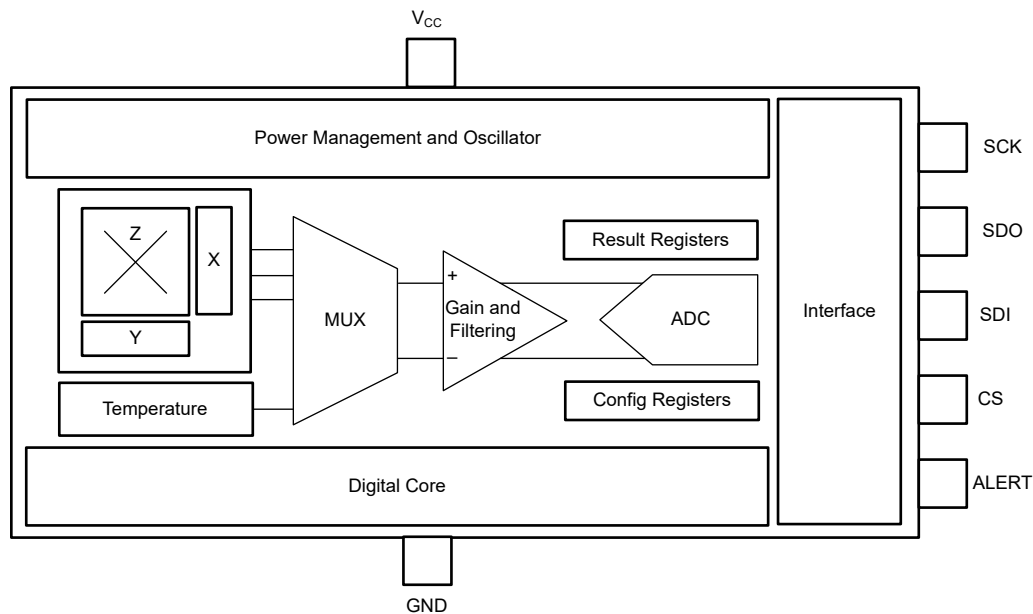 V_CC
Power Management and Oscillator
SCK
SDO
SDI
CS
ALERT
Z
X
Y
Temperature
MUX
+
Gain and
Filtering
–
Result Registers
ADC
Config Registers
Interface
Digital Core
GND